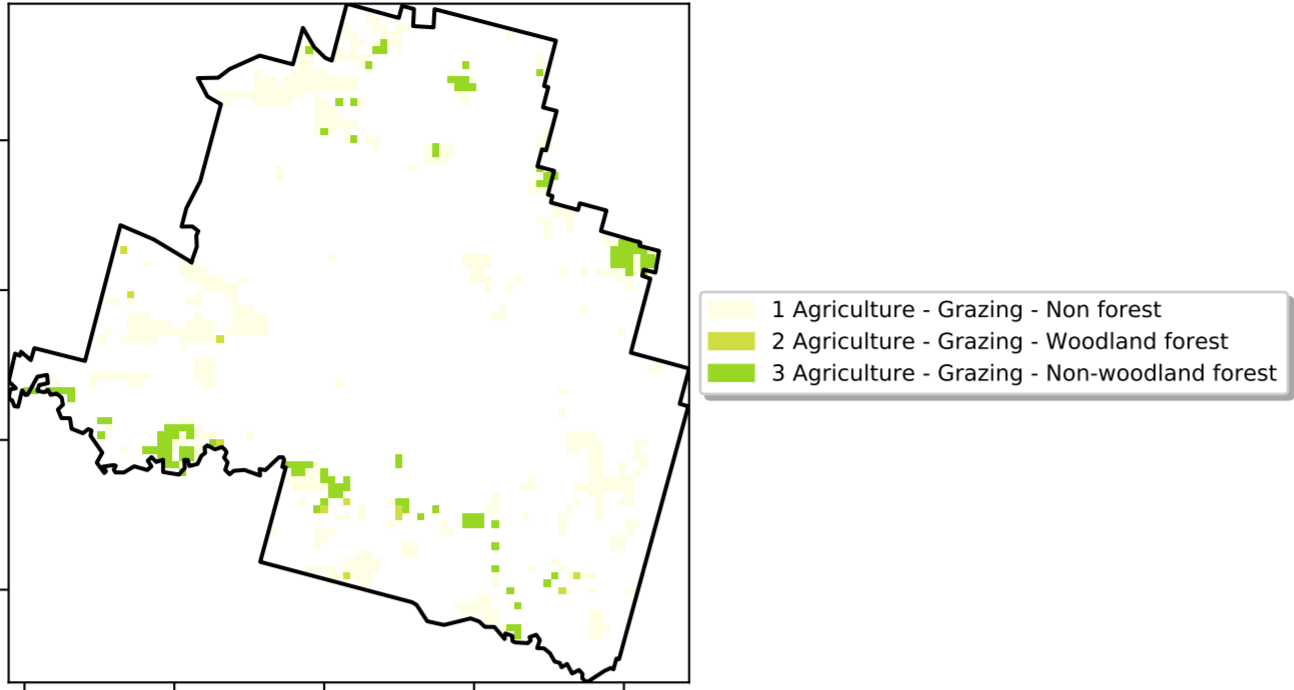 1 Agriculture - Grazing - Non forest
2 Agriculture - Grazing - Woodland forest
3 Agriculture - Grazing - Non-woodland forest